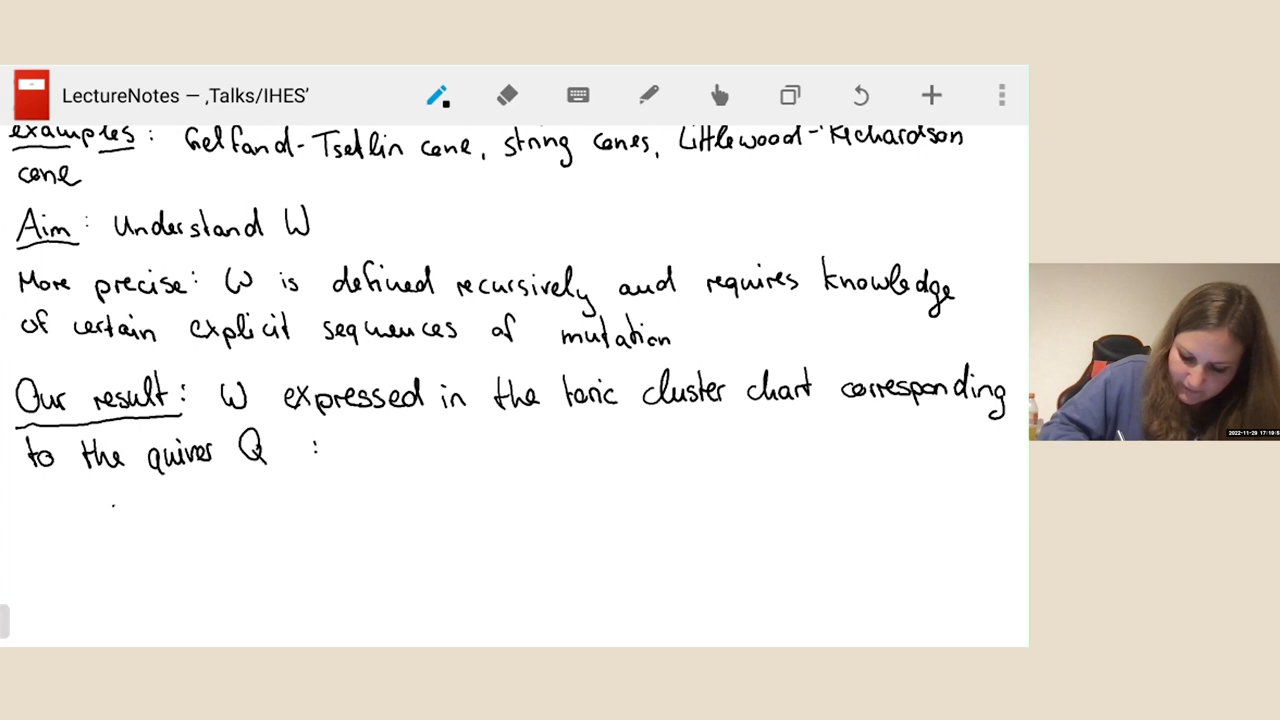 LectureNotes — ‚Talks/IHES’
examples: Gelfand-Tsetlin cone, string cones, Littlewood-Richardson
cone
Aim: Understand W
More precise: W is defined recursively and requires knowledge
of certain explicit sequences of mutation
Our result: W expressed in the toric cluster chart corresponding
to the quiver Q :